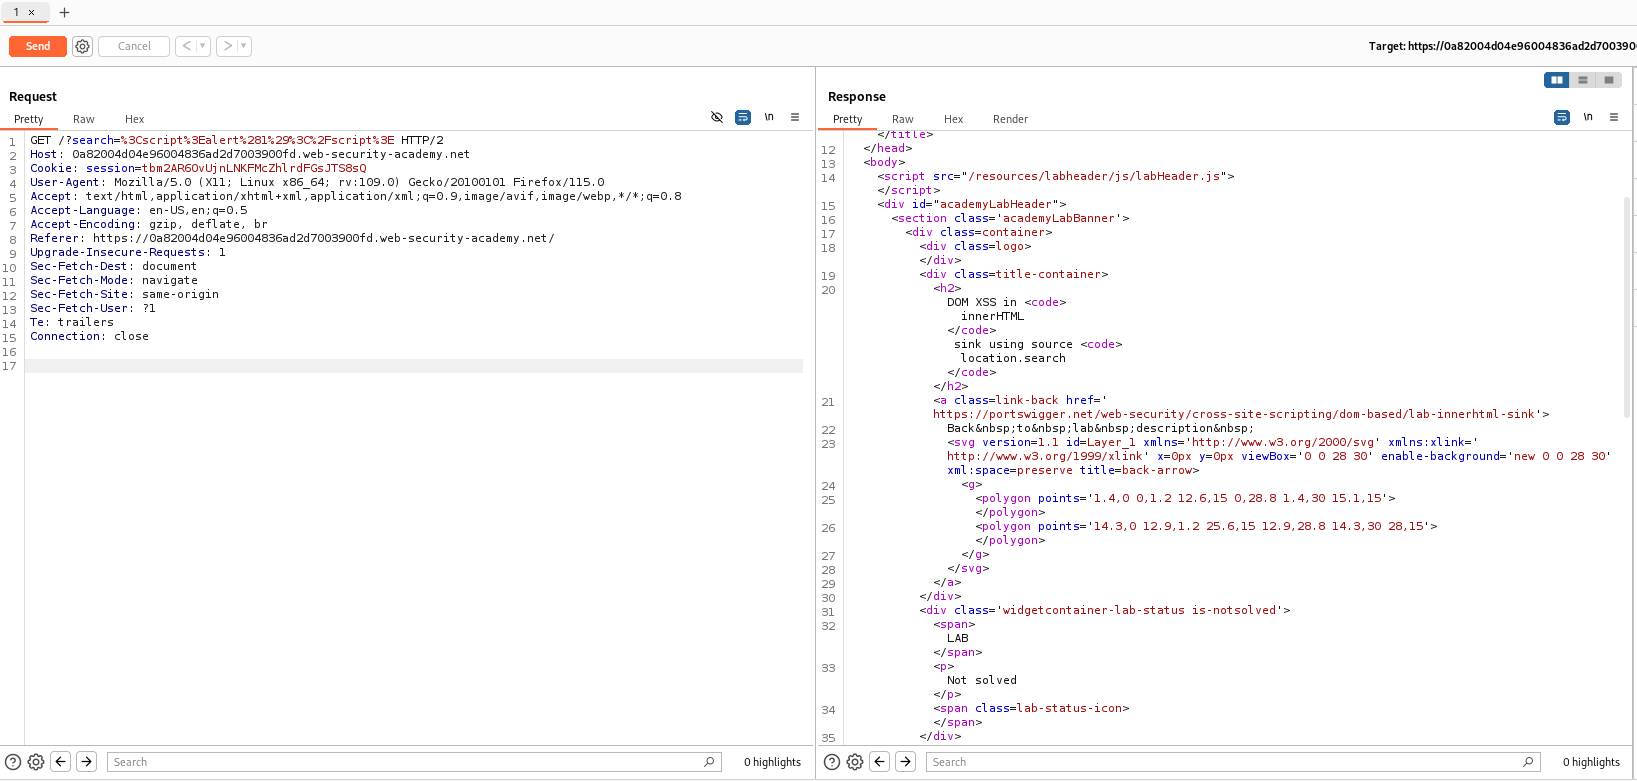 1 ×
+
Send
Cancel
< ▾
> ▾
Target: https://0a82004d04e96004836ad2d700390
Request
Pretty Raw Hex
\n
1 GET /?search=%3Cscript%3Ealert%281%29%3C%2Fscript%3E HTTP/2
2 Host: 0a82004d04e96004836ad2d7003900fd.web-security-academy.net
3 Cookie: session=tbm2AR6OvUjnLNKFMcZhlrdFGsJTS8sQ
4 User-Agent: Mozilla/5.0 (X11; Linux x86_64; rv:109.0) Gecko/20100101 Firefox/115.0
5 Accept: text/html,application/xhtml+xml,application/xml;q=0.9,image/avif,image/webp,*/*;q=0.8
6 Accept-Language: en-US,en;q=0.5
7 Accept-Encoding: gzip, deflate, br
8 Referer: https://0a82004d04e96004836ad2d7003900fd.web-security-academy.net/
9 Upgrade-Insecure-Requests: 1
10 Sec-Fetch-Dest: document
11 Sec-Fetch-Mode: navigate
12 Sec-Fetch-Site: same-origin
13 Sec-Fetch-User: ?1
14 Te: trailers
15 Connection: close
16
17
Search
0 highlights
Response
Pretty Raw Hex Render
\n
</title>
12 </head>
13 <body>
14 <script src="/resources/labheader/js/labHeader.js">
</script>
15 <div id="academyLabHeader">
16 <section class='academyLabBanner'>
17 <div class=container>
18 <div class=logo>
</div>
19 <div class=title-container>
20 <h2>
DOM XSS in <code>
innerHTML
</code>
sink using source <code>
location.search
</code>
</h2>
21 <a class=link-back href='
https://portswigger.net/web-security/cross-site-scripting/dom-based/lab-innerhtml-sink'>
22 Back&nbsp;to&nbsp;lab&nbsp;description&nbsp;
23 <svg version=1.1 id=Layer_1 xmlns='http://www.w3.org/2000/svg' xmlns:xlink='
http://www.w3.org/1999/xlink' x=0px y=0px viewBox='0 0 28 30' enable-background='new 0 0 28 30'
xml:space=preserve title=back-arrow>
24 <g>
25 <polygon points='1.4,0 0,1.2 12.6,15 0,28.8 1.4,30 15.1,15'>
</polygon>
26 <polygon points='14.3,0 12.9,1.2 25.6,15 12.9,28.8 14.3,30 28,15'>
</polygon>
27 </g>
28 </svg>
29 </a>
30 </div>
31 <div class='widgetcontainer-lab-status is-notsolved'>
32 <span>
LAB
</span>
33 <p>
Not solved
</p>
34 <span class=lab-status-icon>
</span>
35 </div>
Search
0 highlights